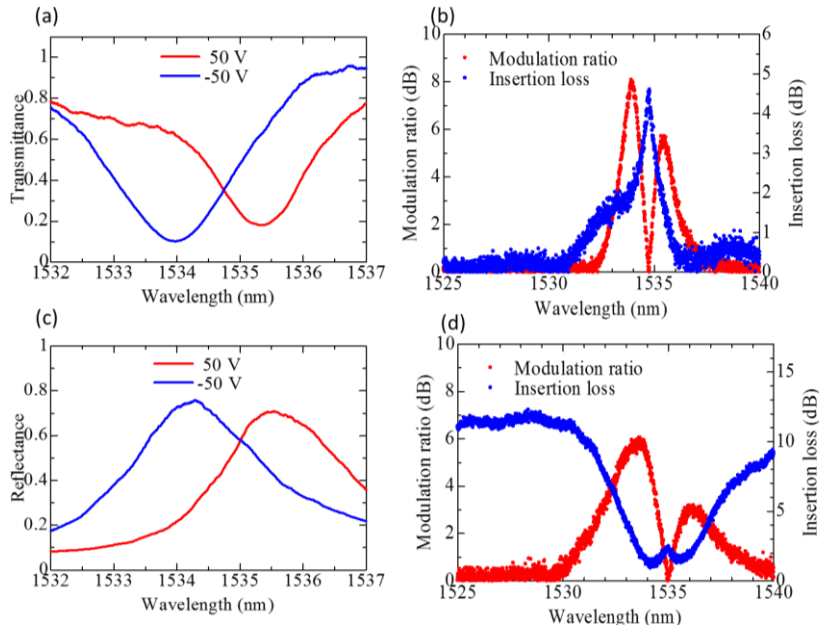 (a)
50 V
-50 V
Transmittance
1
0.8
0.6
0.4
0.2
0
1532 1533 1534 1535 1536 1537
Wavelength (nm)
(b)
Modulation ratio
Insertion loss
Modulation ratio (dB)
10
8
6
4
2
0
Insertion loss (dB)
6
5
4
3
2
1
0
1525 1530 1535 1540
Wavelength (nm)
(c)
50 V
-50 V
Reflectance
1
0.8
0.6
0.4
0.2
0
1532 1533 1534 1535 1536 1537
Wavelength (nm)
(d)
Modulation ratio
Insertion loss
Modulation ratio (dB)
10
8
6
4
2
0
Insertion loss (dB)
15
10
5
0
1525 1530 1535 1540
Wavelength (nm)